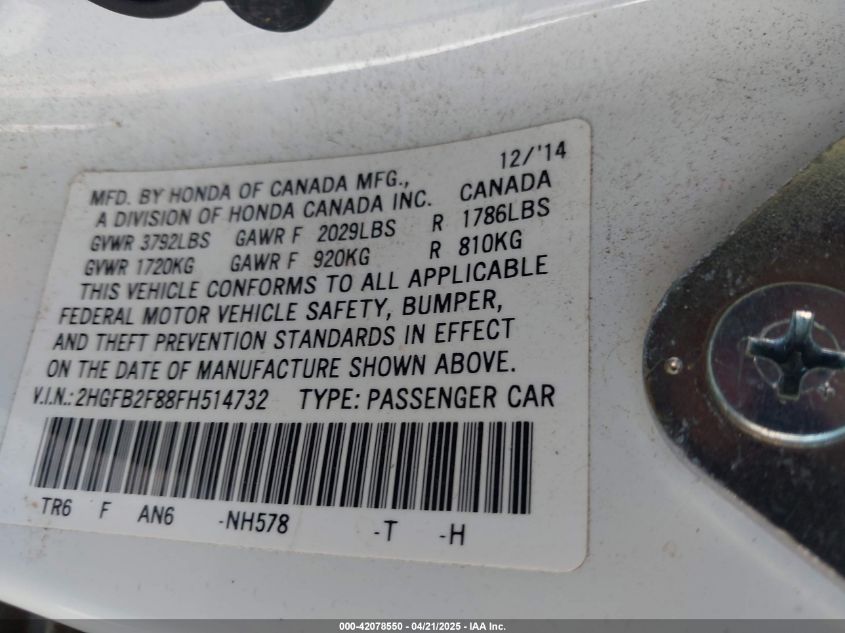 12/'14
MFD. BY HONDA OF CANADA MFG., CANADA
A DIVISION OF HONDA CANADA INC.
GVWR 3792LBS GAWR F 2029LBS R 1786LBS
GVWR 1720KG GAWR F 920KG R 810KG
THIS VEHICLE CONFORMS TO ALL APPLICABLE
FEDERAL MOTOR VEHICLE SAFETY, BUMPER,
AND THEFT PREVENTION STANDARDS IN EFFECT
ON THE DATE OF MANUFACTURE SHOWN ABOVE.
V.I.N.: 2HGFB2F88FH514732 TYPE: PASSENGER CAR
TR6 F AN6 -NH578 -T -H
000-42078550 • 04/21/2025 • IAA Inc.